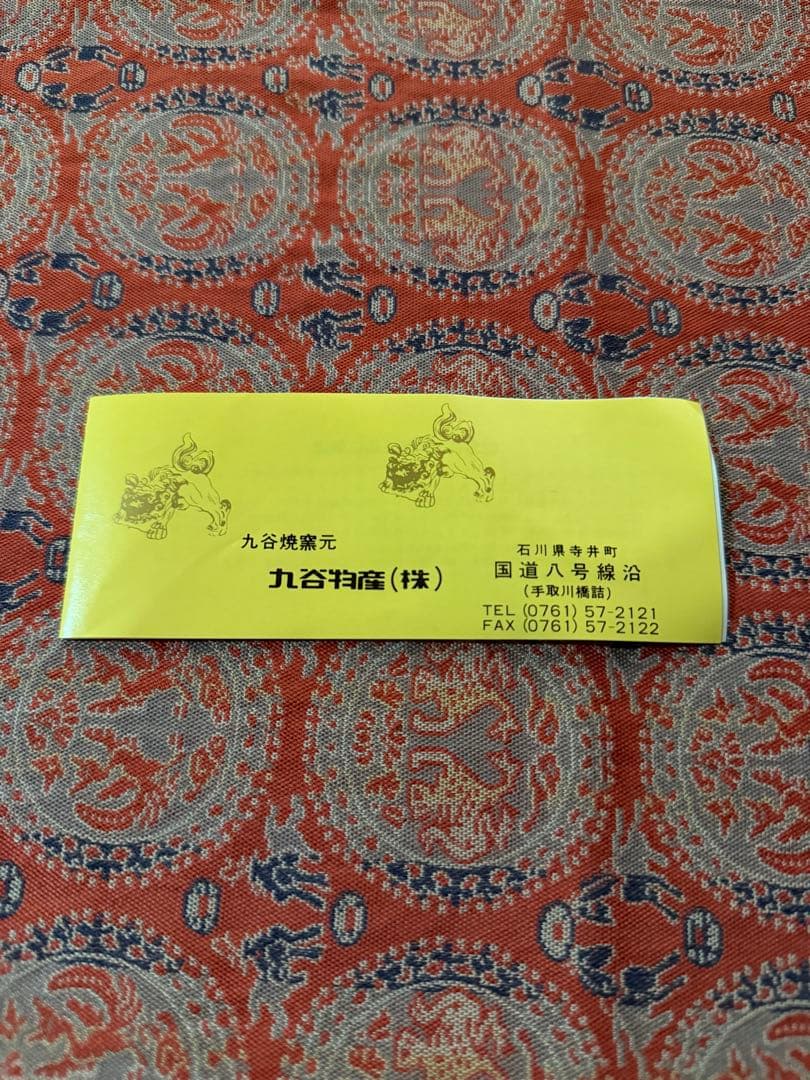 九谷焼窯元
九谷物産(株)
石川県寺井町
国道八号線沿
(手取川橋詰)
TEL (0761) 57-2121
FAX (0761) 57-2122